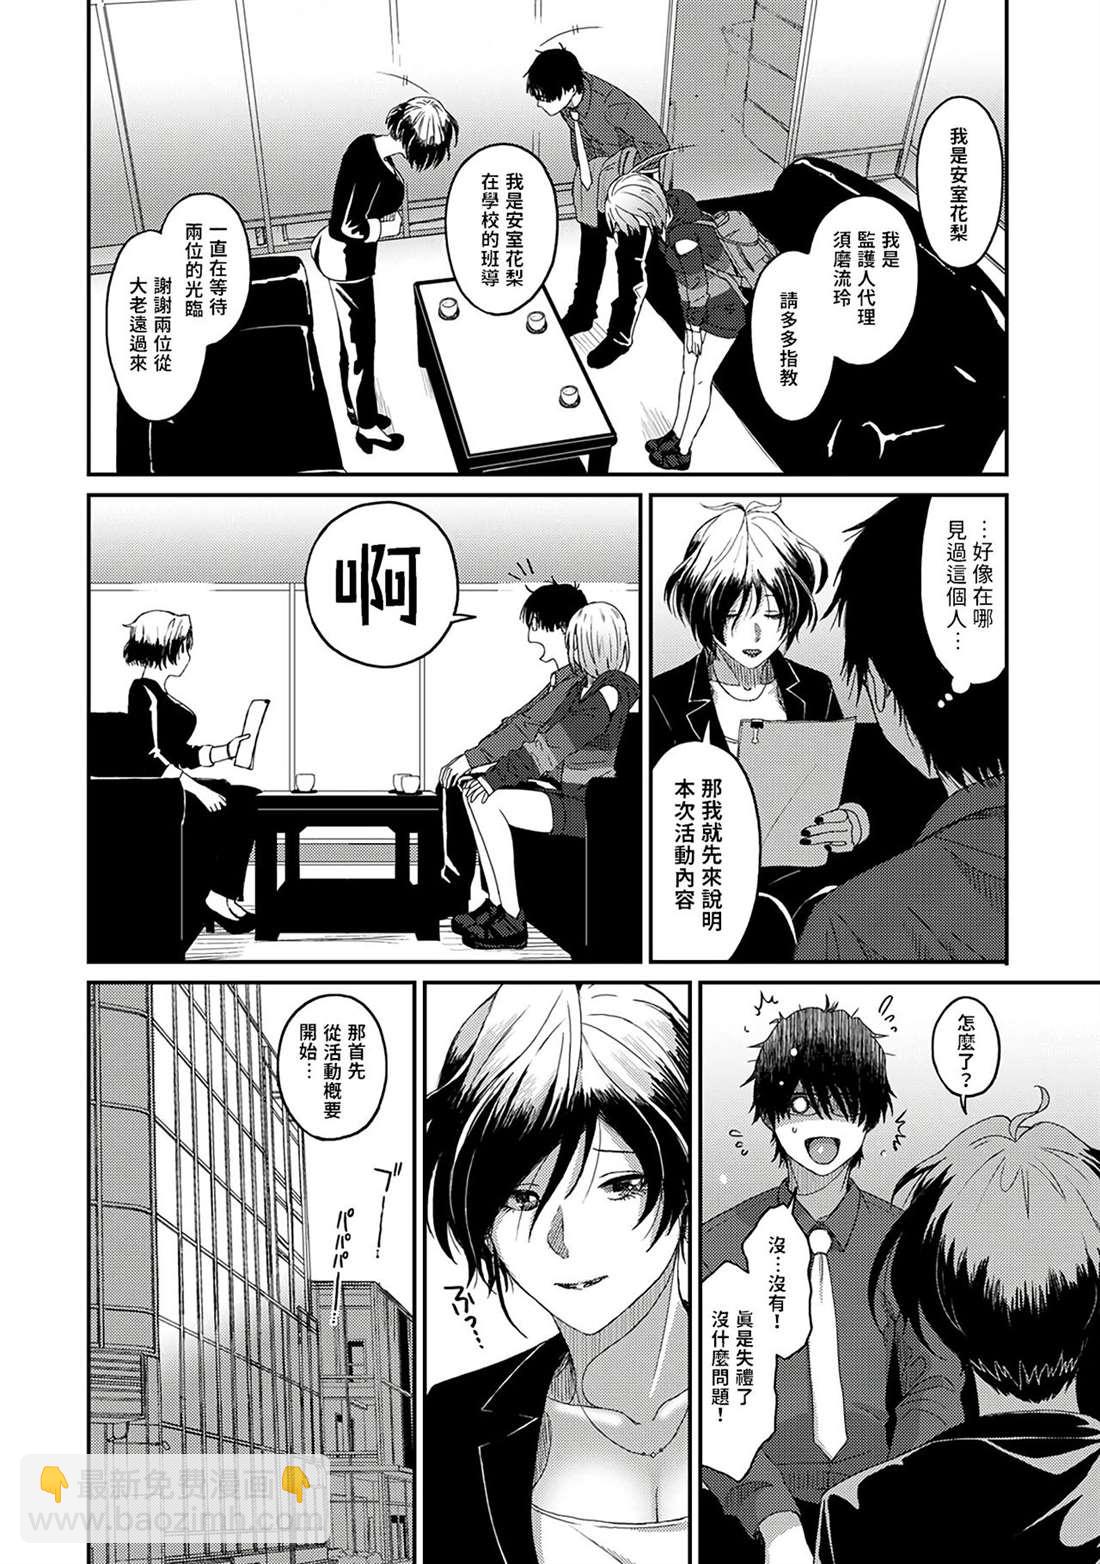 我是安室花梨
我是
監護人代理
須磨流玲
請多多指教
我是安室花梨
在學校的班導
一直在等待
兩位的光臨
謝謝兩位從
大老遠過來
…好像在哪
見過這個人…
那我就先來說明
本次活動內容
啊
怎麼了？
沒…沒有！
真是失禮了
沒什麼問題！
ふっ…
那首先
從活動概要
開始…
パパパー
最新免費漫画
www.baozimh.com